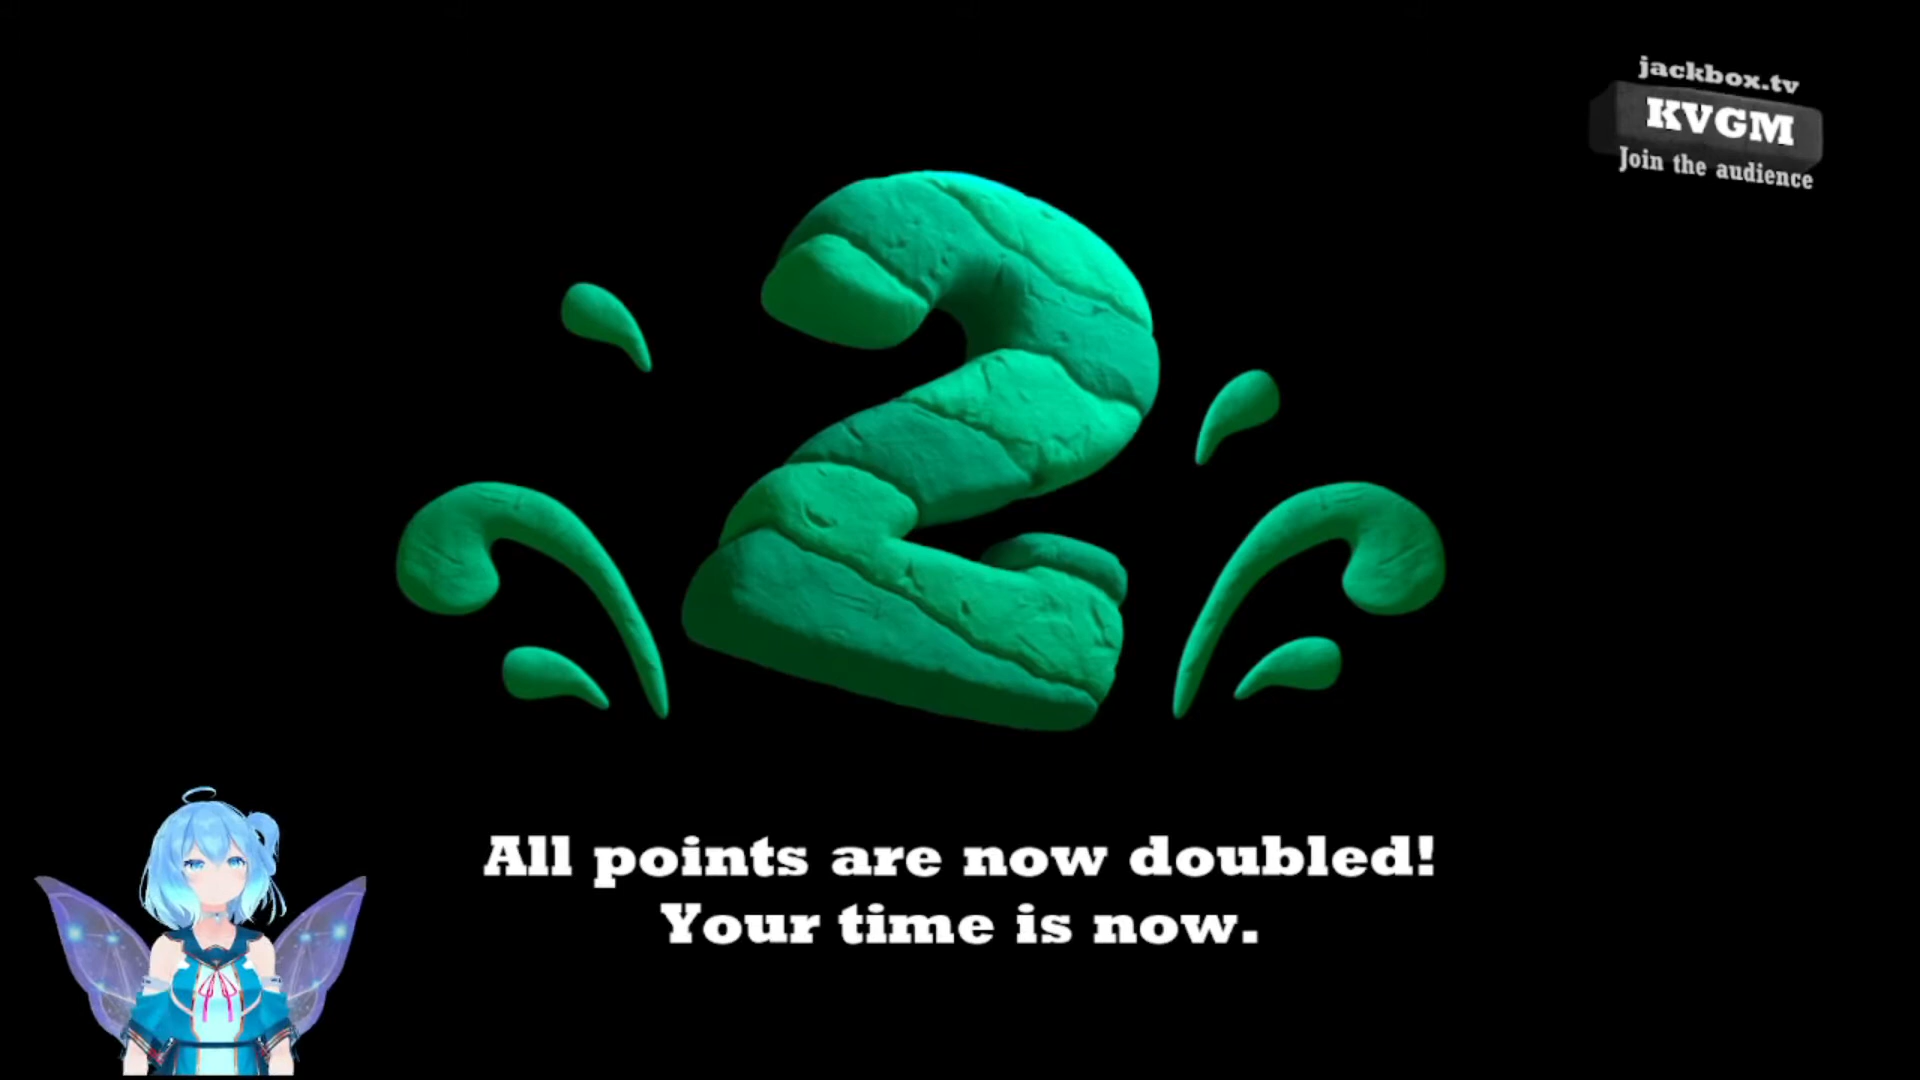 jackbox.tv
KVGM
Join the audience
2
All points are now doubled!
Your time is now.